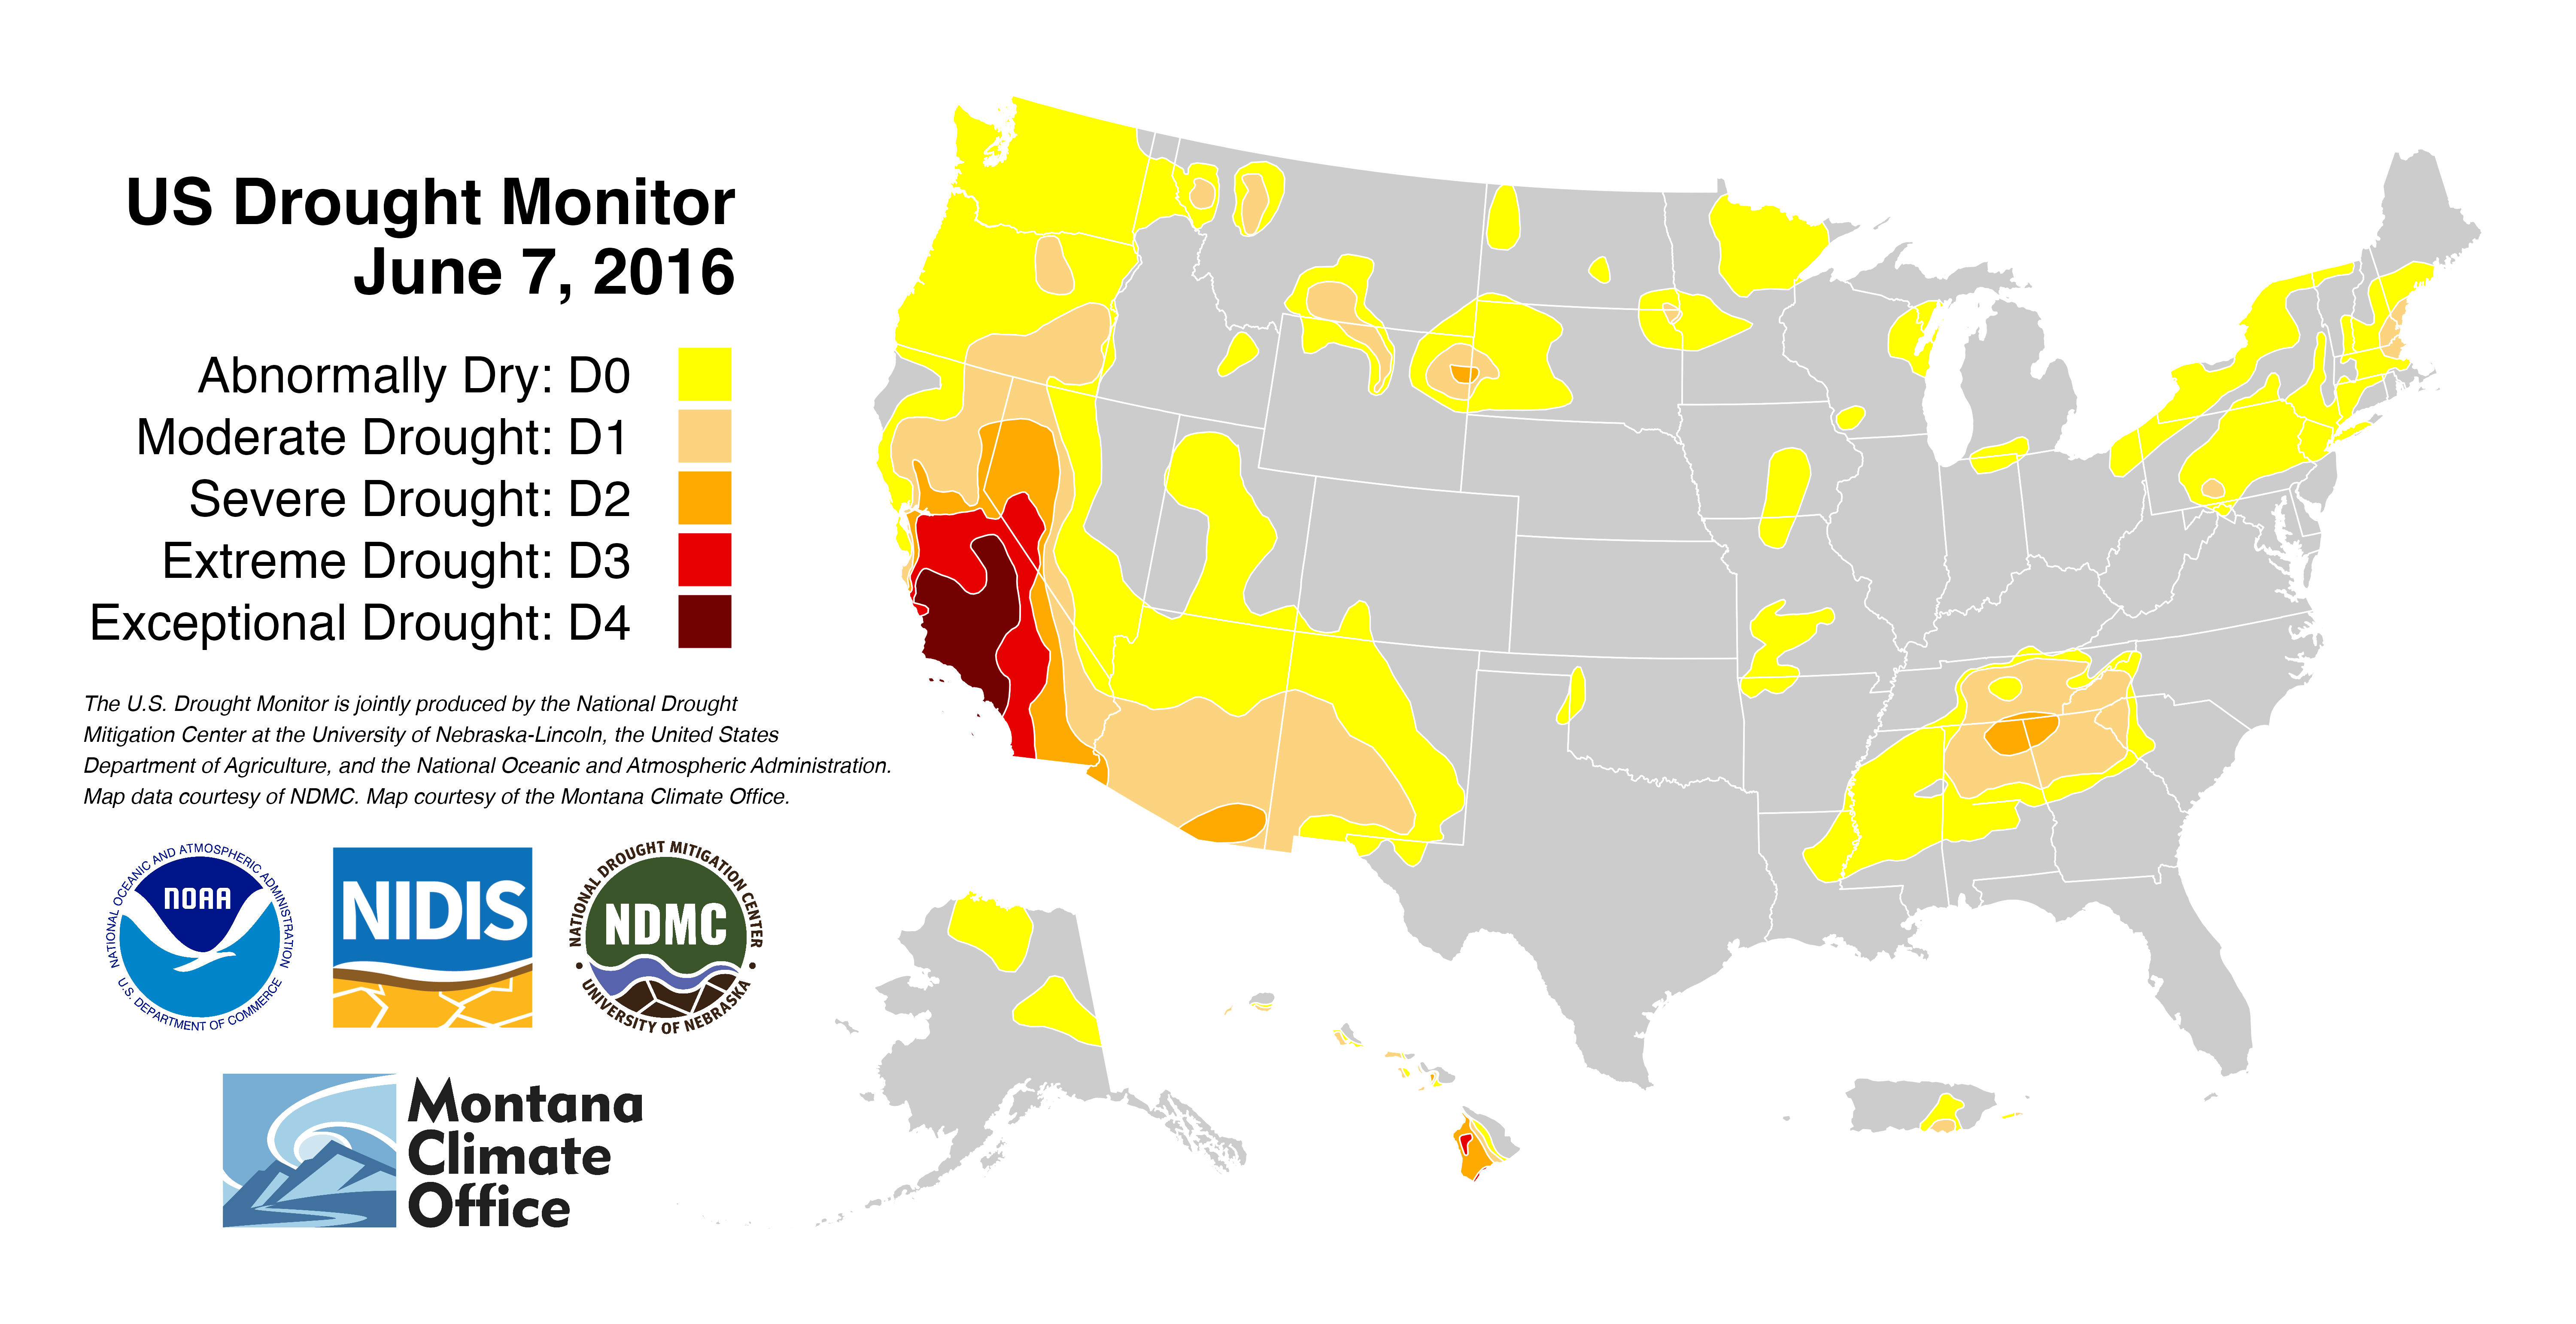 US Drought Monitor
June 7, 2016
Abnormally Dry: D0
Moderate Drought: D1
Severe Drought: D2
Extreme Drought: D3
Exceptional Drought: D4
The U.S. Drought Monitor is jointly produced by the National Drought
Mitigation Center at the University of Nebraska-Lincoln, the United States
Department of Agriculture, and the National Oceanic and Atmospheric Administration.
Map data courtesy of NDMC. Map courtesy of the Montana Climate Office.
NATIONAL OCEANIC AND ATMOSPHERIC ADMINISTRATION
NOAA
U.S. DEPARTMENT OF COMMERCE
NIDIS
NATIONAL DROUGHT MITIGATION CENTER
NDMC
UNIVERSITY OF NEBRASKA
Montana
Climate
Office